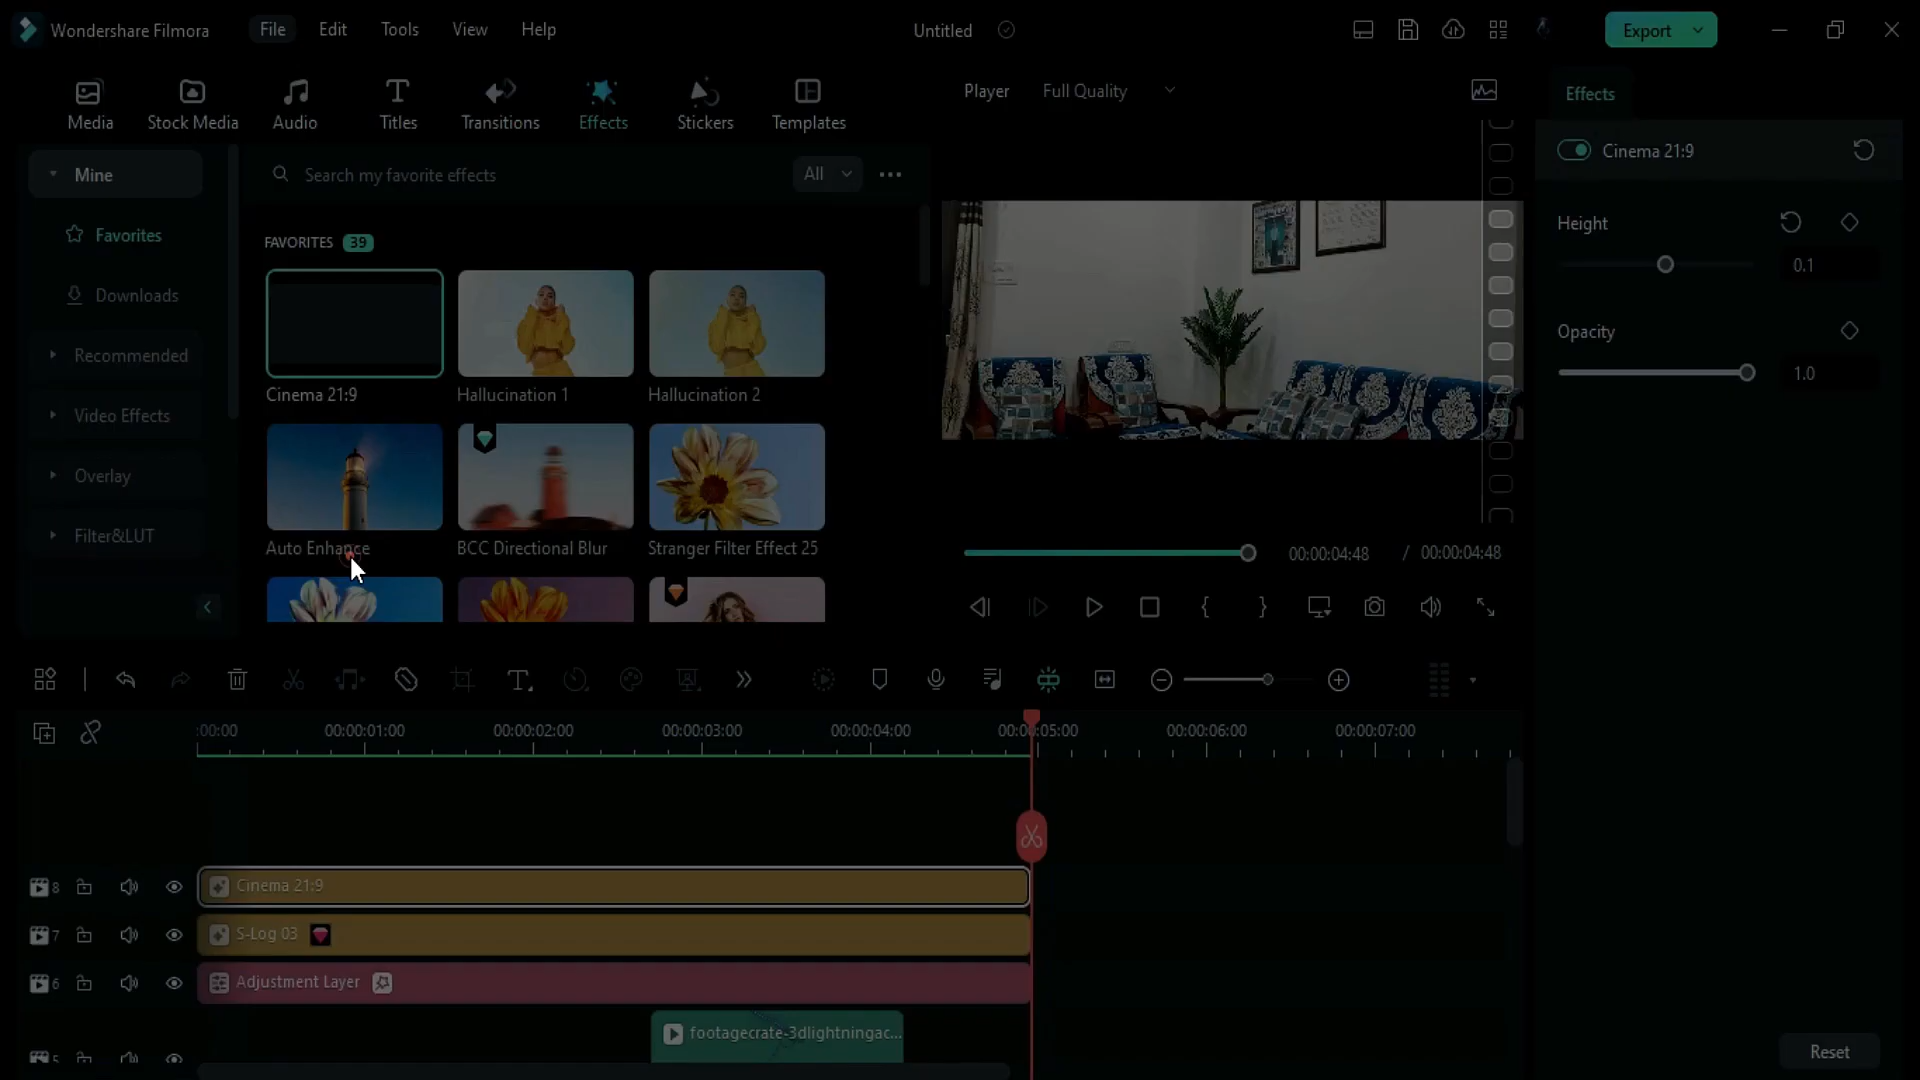 Wondershare Filmora
File
Edit
Tools
View
Help
Untitled
Export
Media
Stock Media
Audio
Titles
Transitions
Effects
Stickers
Templates
Player
Full Quality
Effects
Mine
Search my favorite effects
All
Cinema 21:9
Favorites
FAVORITES 39
Height
0.1
Downloads
Opacity
1.0
Recommended
Cinema 21:9
Hallucination 1
Hallucination 2
Video Effects
Overlay
Filter&LUT
Auto Enhance
BCC Directional Blur
Stranger Filter Effect 25
00:00:04:48 / 00:00:04:48
:00:00
00:00:01:00
00:00:02:00
00:00:03:00
00:00:04:00
00:00:05:00
00:00:06:00
00:00:07:00
8
Cinema 21:9
7
S-Log 03
6
Adjustment Layer
5
footagecrate-3dlightningac...
Reset